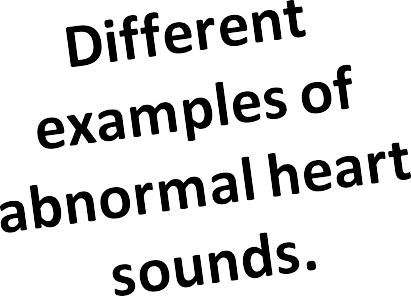 Different
examples of
abnormal heart
sounds.